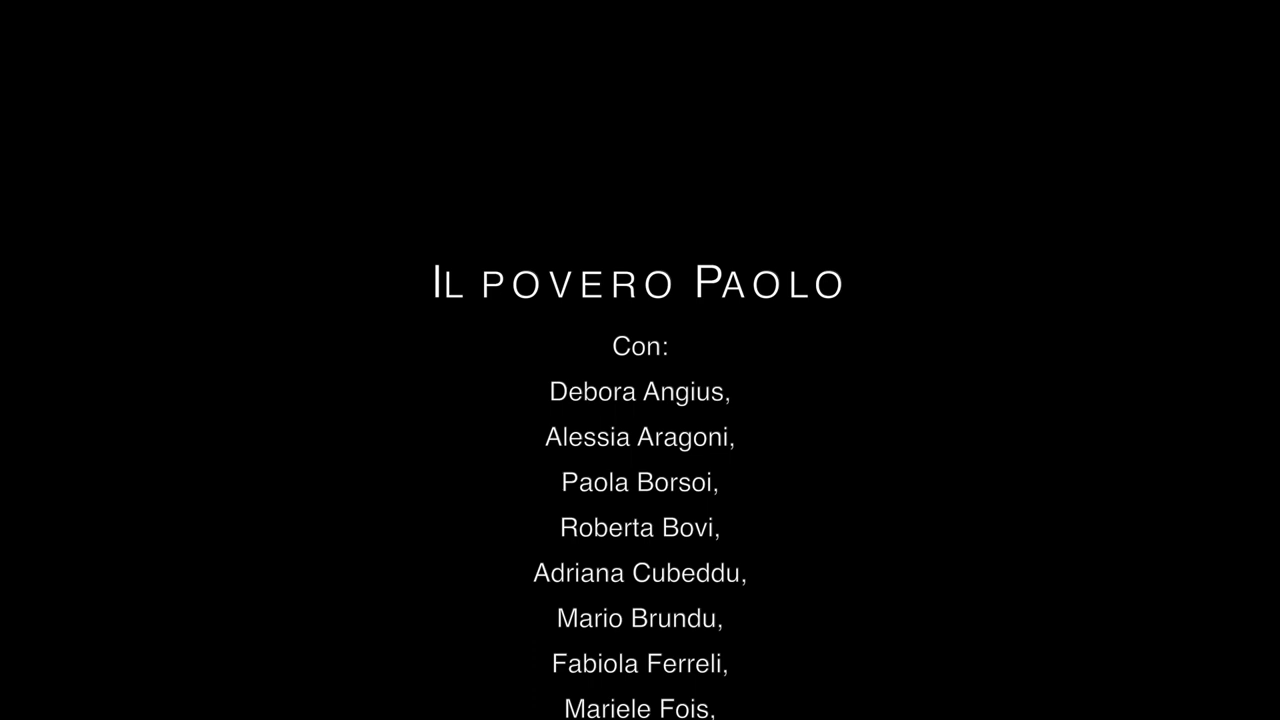 Il povero Paolo
Con:
Debora Angius,
Alessia Aragoni,
Paola Borsoi,
Roberta Bovi,
Adriana Cubeddu,
Mario Brundu,
Fabiola Ferreli,
Mariele Fois,